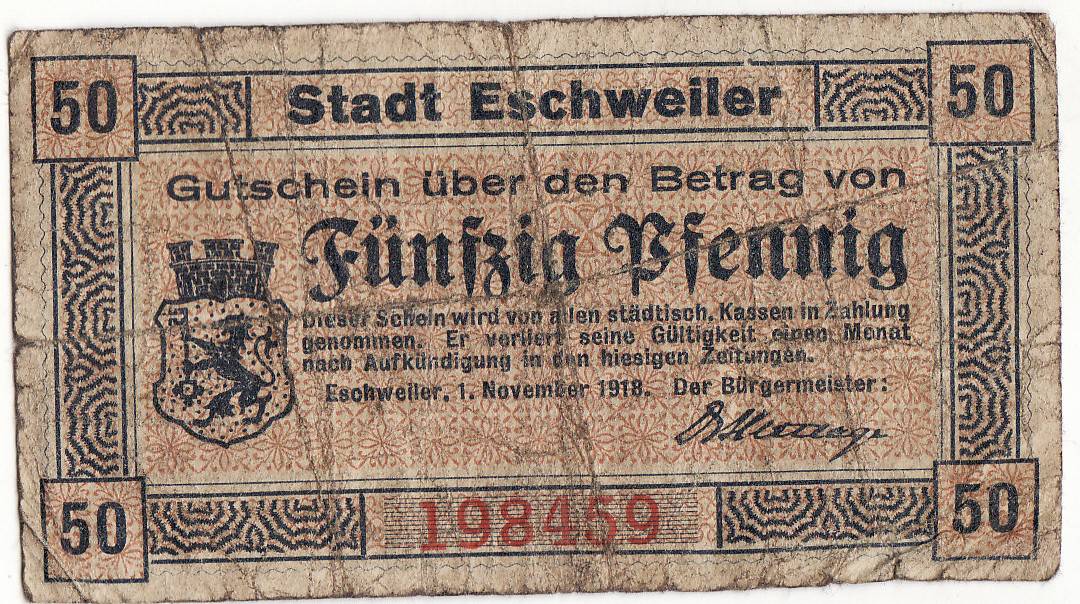 50 Stadt Eschweiler 50
Gutschein über den Betrag von
Fünfzig Pfennig
Dieser Schein wird von allen städtisch. Kassen in Zahlung
genommen. Er verliert seine Gültigkeit einen Monat
nach Aufkündigung in den hiesigen Zeitungen.
Eschweiler, 1. November 1918. Der Bürgermeister:
50 198459 50